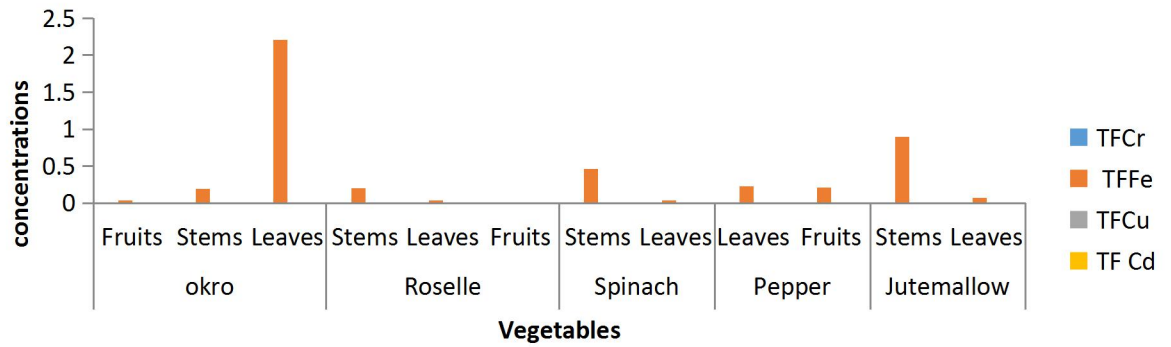 concentrations
2.5
2
1.5
1
0.5
0
Fruits Stems Leaves Stems Leaves Fruits Stems Leaves Leaves Fruits Stems Leaves
okro Roselle Spinach Pepper Jutemallow
Vegetables
TFCr
TFFe
TFCu
TF Cd